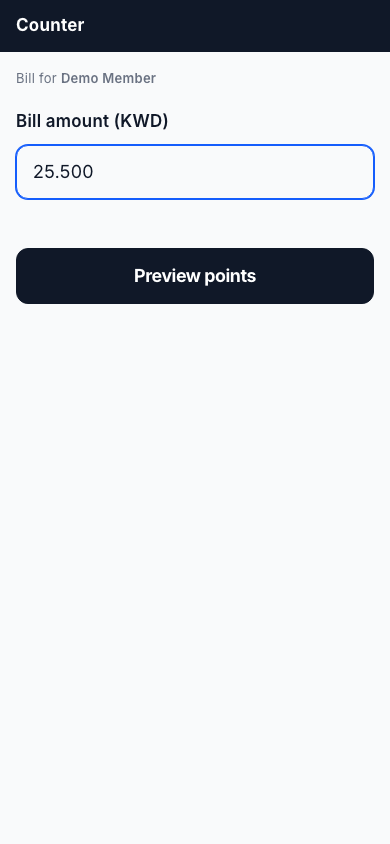 Counter
Bill for Demo Member
Bill amount (KWD)
25.500
Preview points